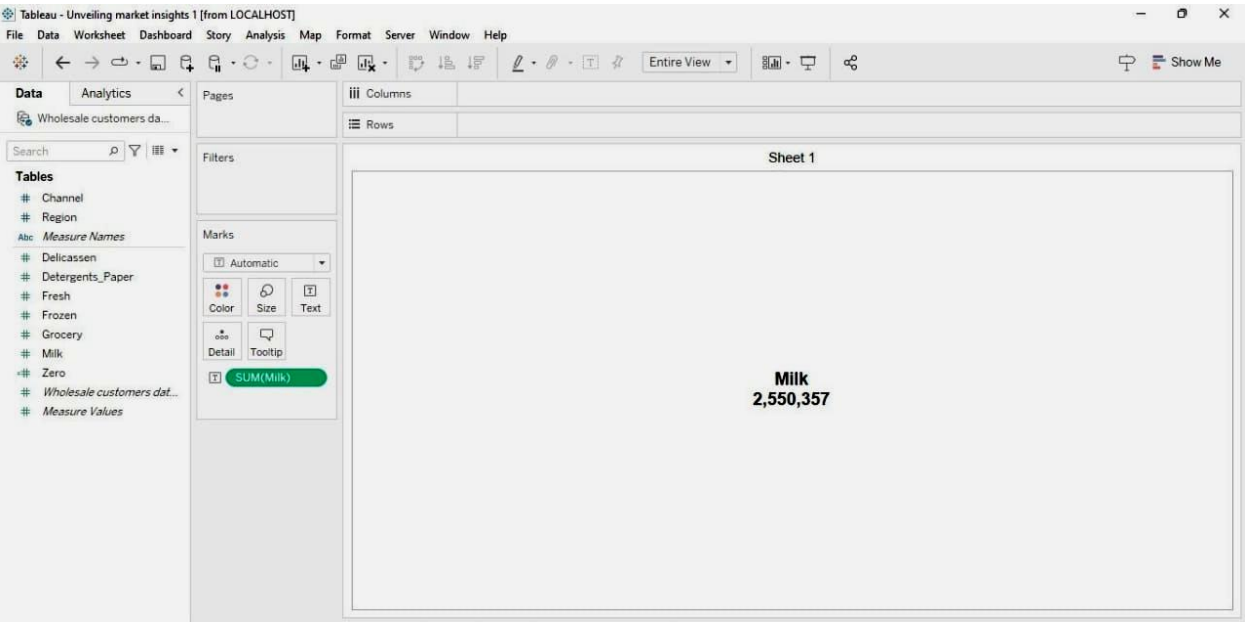 Tableau - Unveiling market insights 1 [from LOCALHOST]
File Data Worksheet Dashboard Story Analysis Map Format Server Window Help
Entire View
Show Me
Data Analytics
Wholesale customers da...
Search
Tables
# Channel
# Region
Abc Measure Names
# Delicassen
# Detergents_Paper
# Fresh
# Frozen
# Grocery
# Milk
=# Zero
# Wholesale customers dat...
# Measure Values
Pages
Filters
Marks
Automatic
Color Size Text
Detail Tooltip
SUM(Milk)
Columns
Rows
Sheet 1
Milk
2,550,357